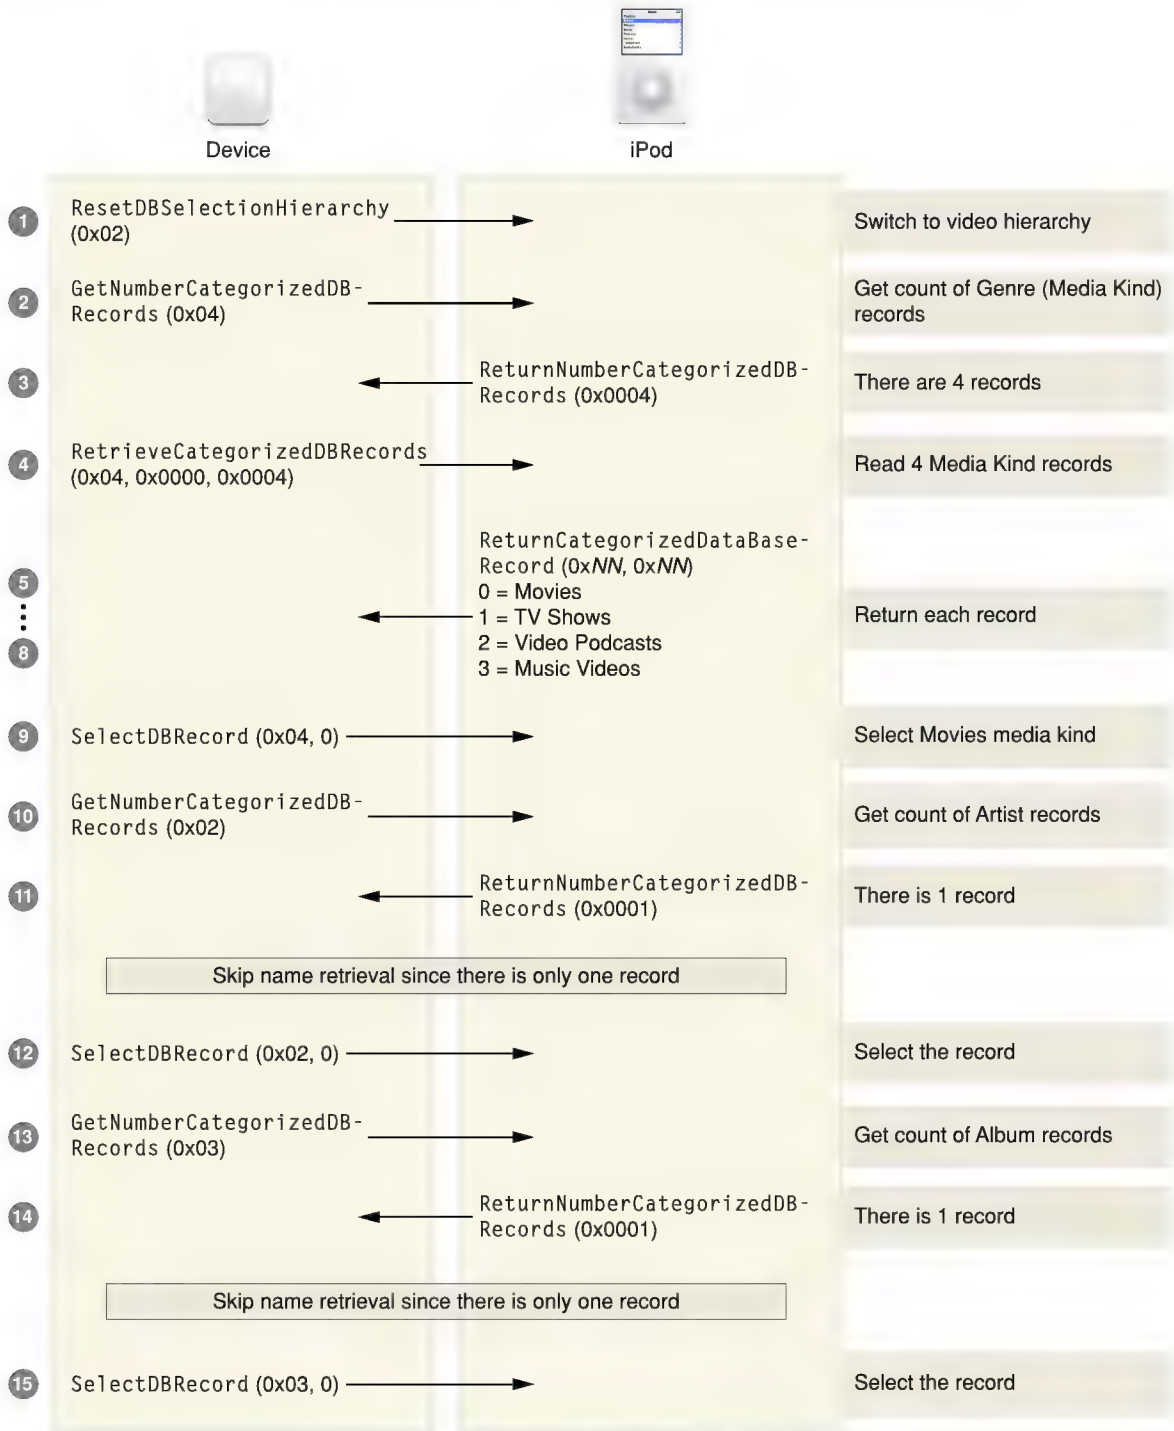 Device
iPod
1
ResetDBSelectionHierarchy
(0x02)
Switch to video hierarchy
2
GetNumberCategorizedDB-
Records (0x04)
Get count of Genre (Media Kind)
records
3
ReturnNumberCategorizedDB-
Records (0x0004)
There are 4 records
4
RetrieveCategorizedDBRecords
(0x04, 0x0000, 0x0004)
Read 4 Media Kind records
5
8
ReturnCategorizedDataBase-
Record (0xNN, 0xNN)
0 = Movies
1 = TV Shows
2 = Video Podcasts
3 = Music Videos
Return each record
9
SelectDBRecord (0x04, 0)
Select Movies media kind
10
GetNumberCategorizedDB-
Records (0x02)
Get count of Artist records
11
ReturnNumberCategorizedDB-
Records (0x0001)
There is 1 record
Skip name retrieval since there is only one record
12
SelectDBRecord (0x02, 0)
Select the record
13
GetNumberCategorizedDB-
Records (0x03)
Get count of Album records
14
ReturnNumberCategorizedDB-
Records (0x0001)
There is 1 record
Skip name retrieval since there is only one record
15
SelectDBRecord (0x03, 0)
Select the record